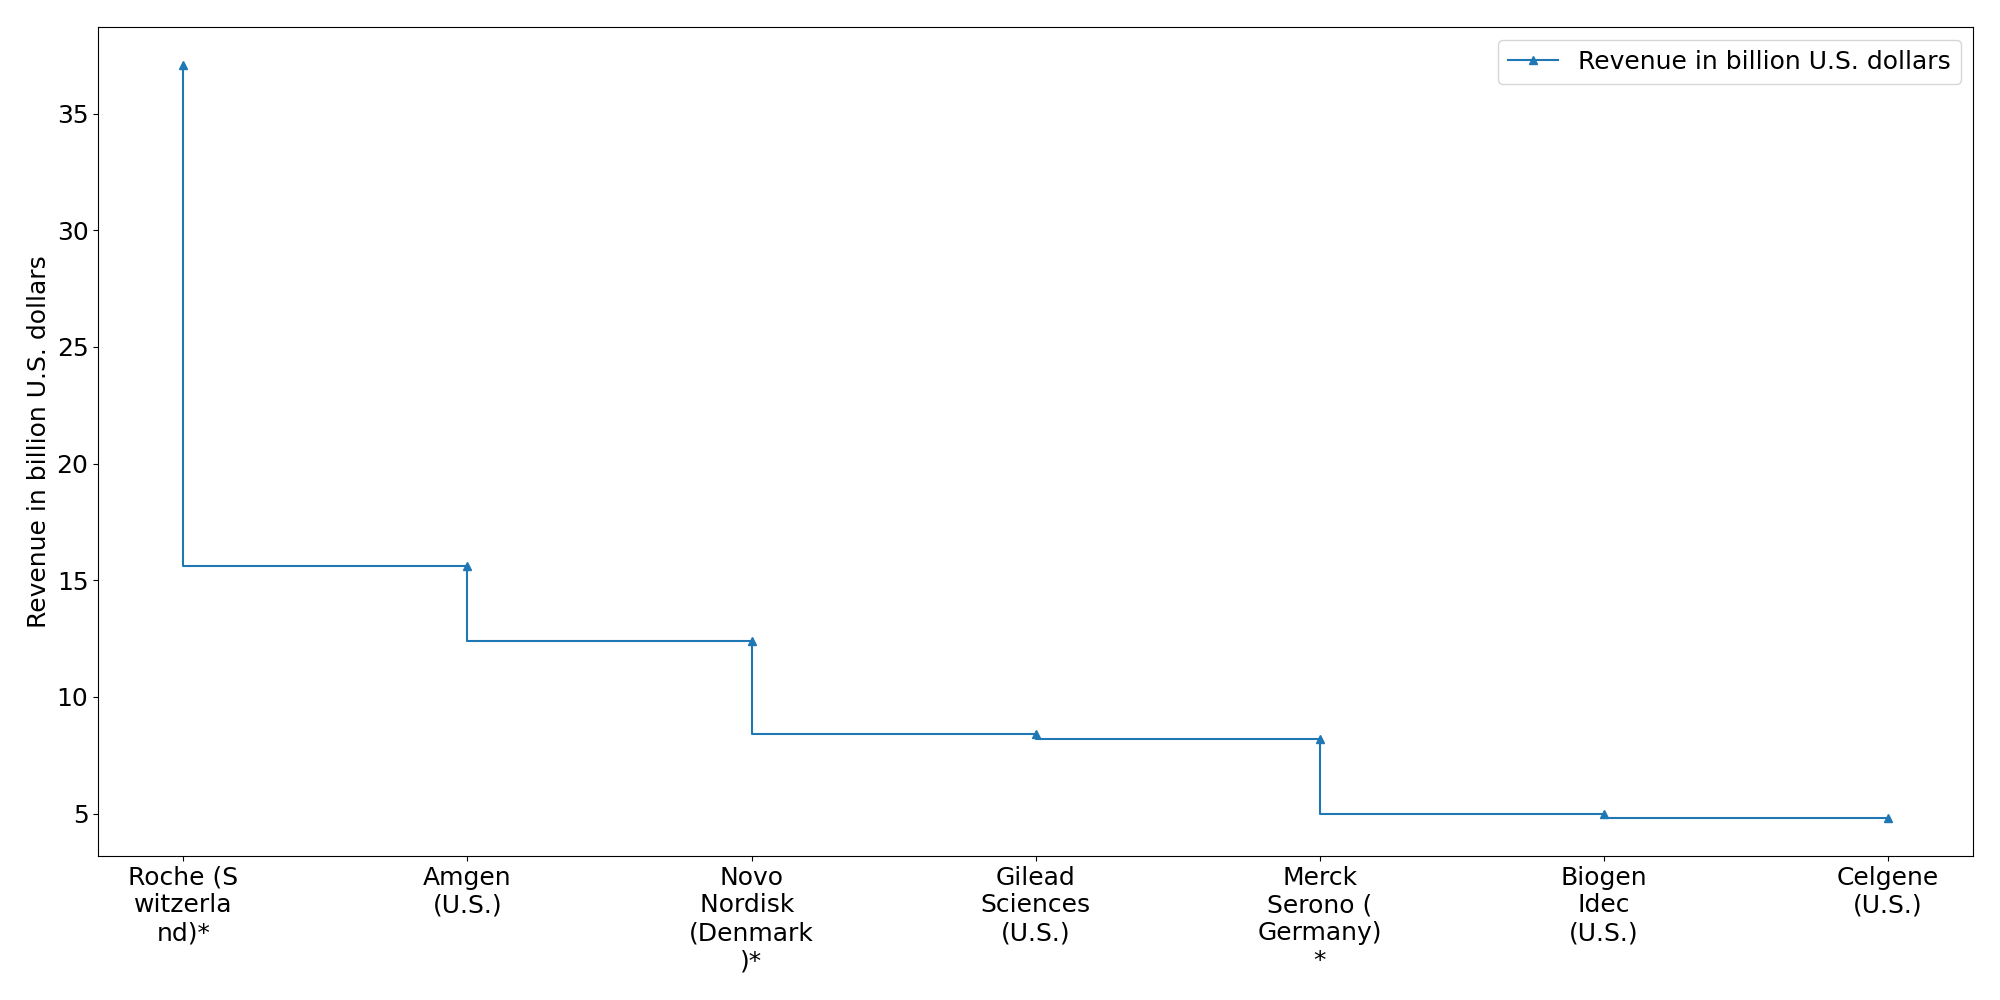 Revenue in billion U.S. dollars
35
30
25
20
15
10
5
Revenue in billion U.S. dollars
Roche (S
witzerla
nd)*
Amgen
(U.S.)
Novo
Nordisk
(Denmark
)*
Gilead
Sciences
(U.S.)
Merck
Serono (
Germany)
*
Biogen
Idec
(U.S.)
Celgene
(U.S.)